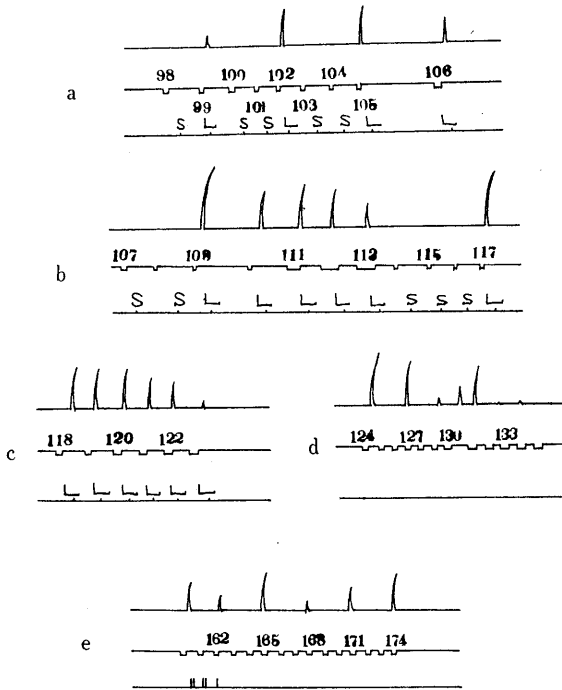 98 100 102 104 106
a
99 101 103 105
S L S S L S S L L
107 109 111 113 115 117
b
S S L L L L L S S S L
118 120 122
c
L L L L L L
124 127 130 133
d
162 165 168 171 174
e